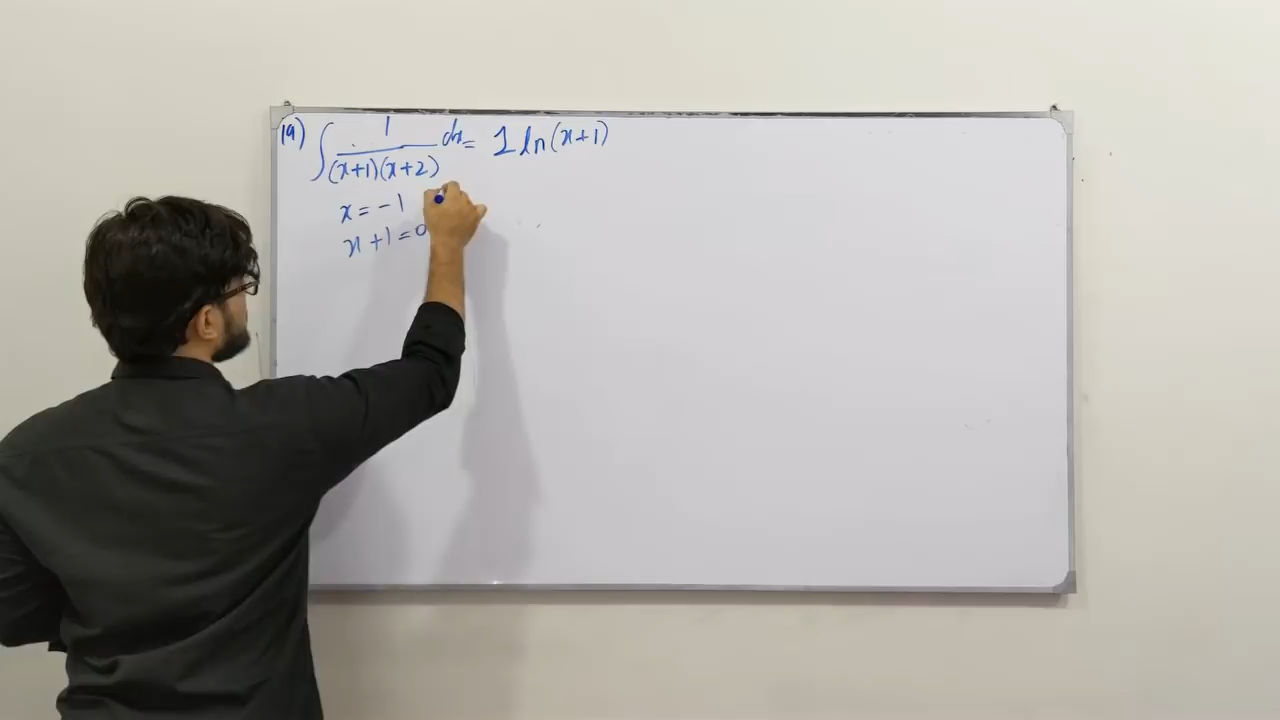 19) ∫ 1/((x+1)(x+2)) dx = 1 ln(x+1)
x = -1
x+1=0